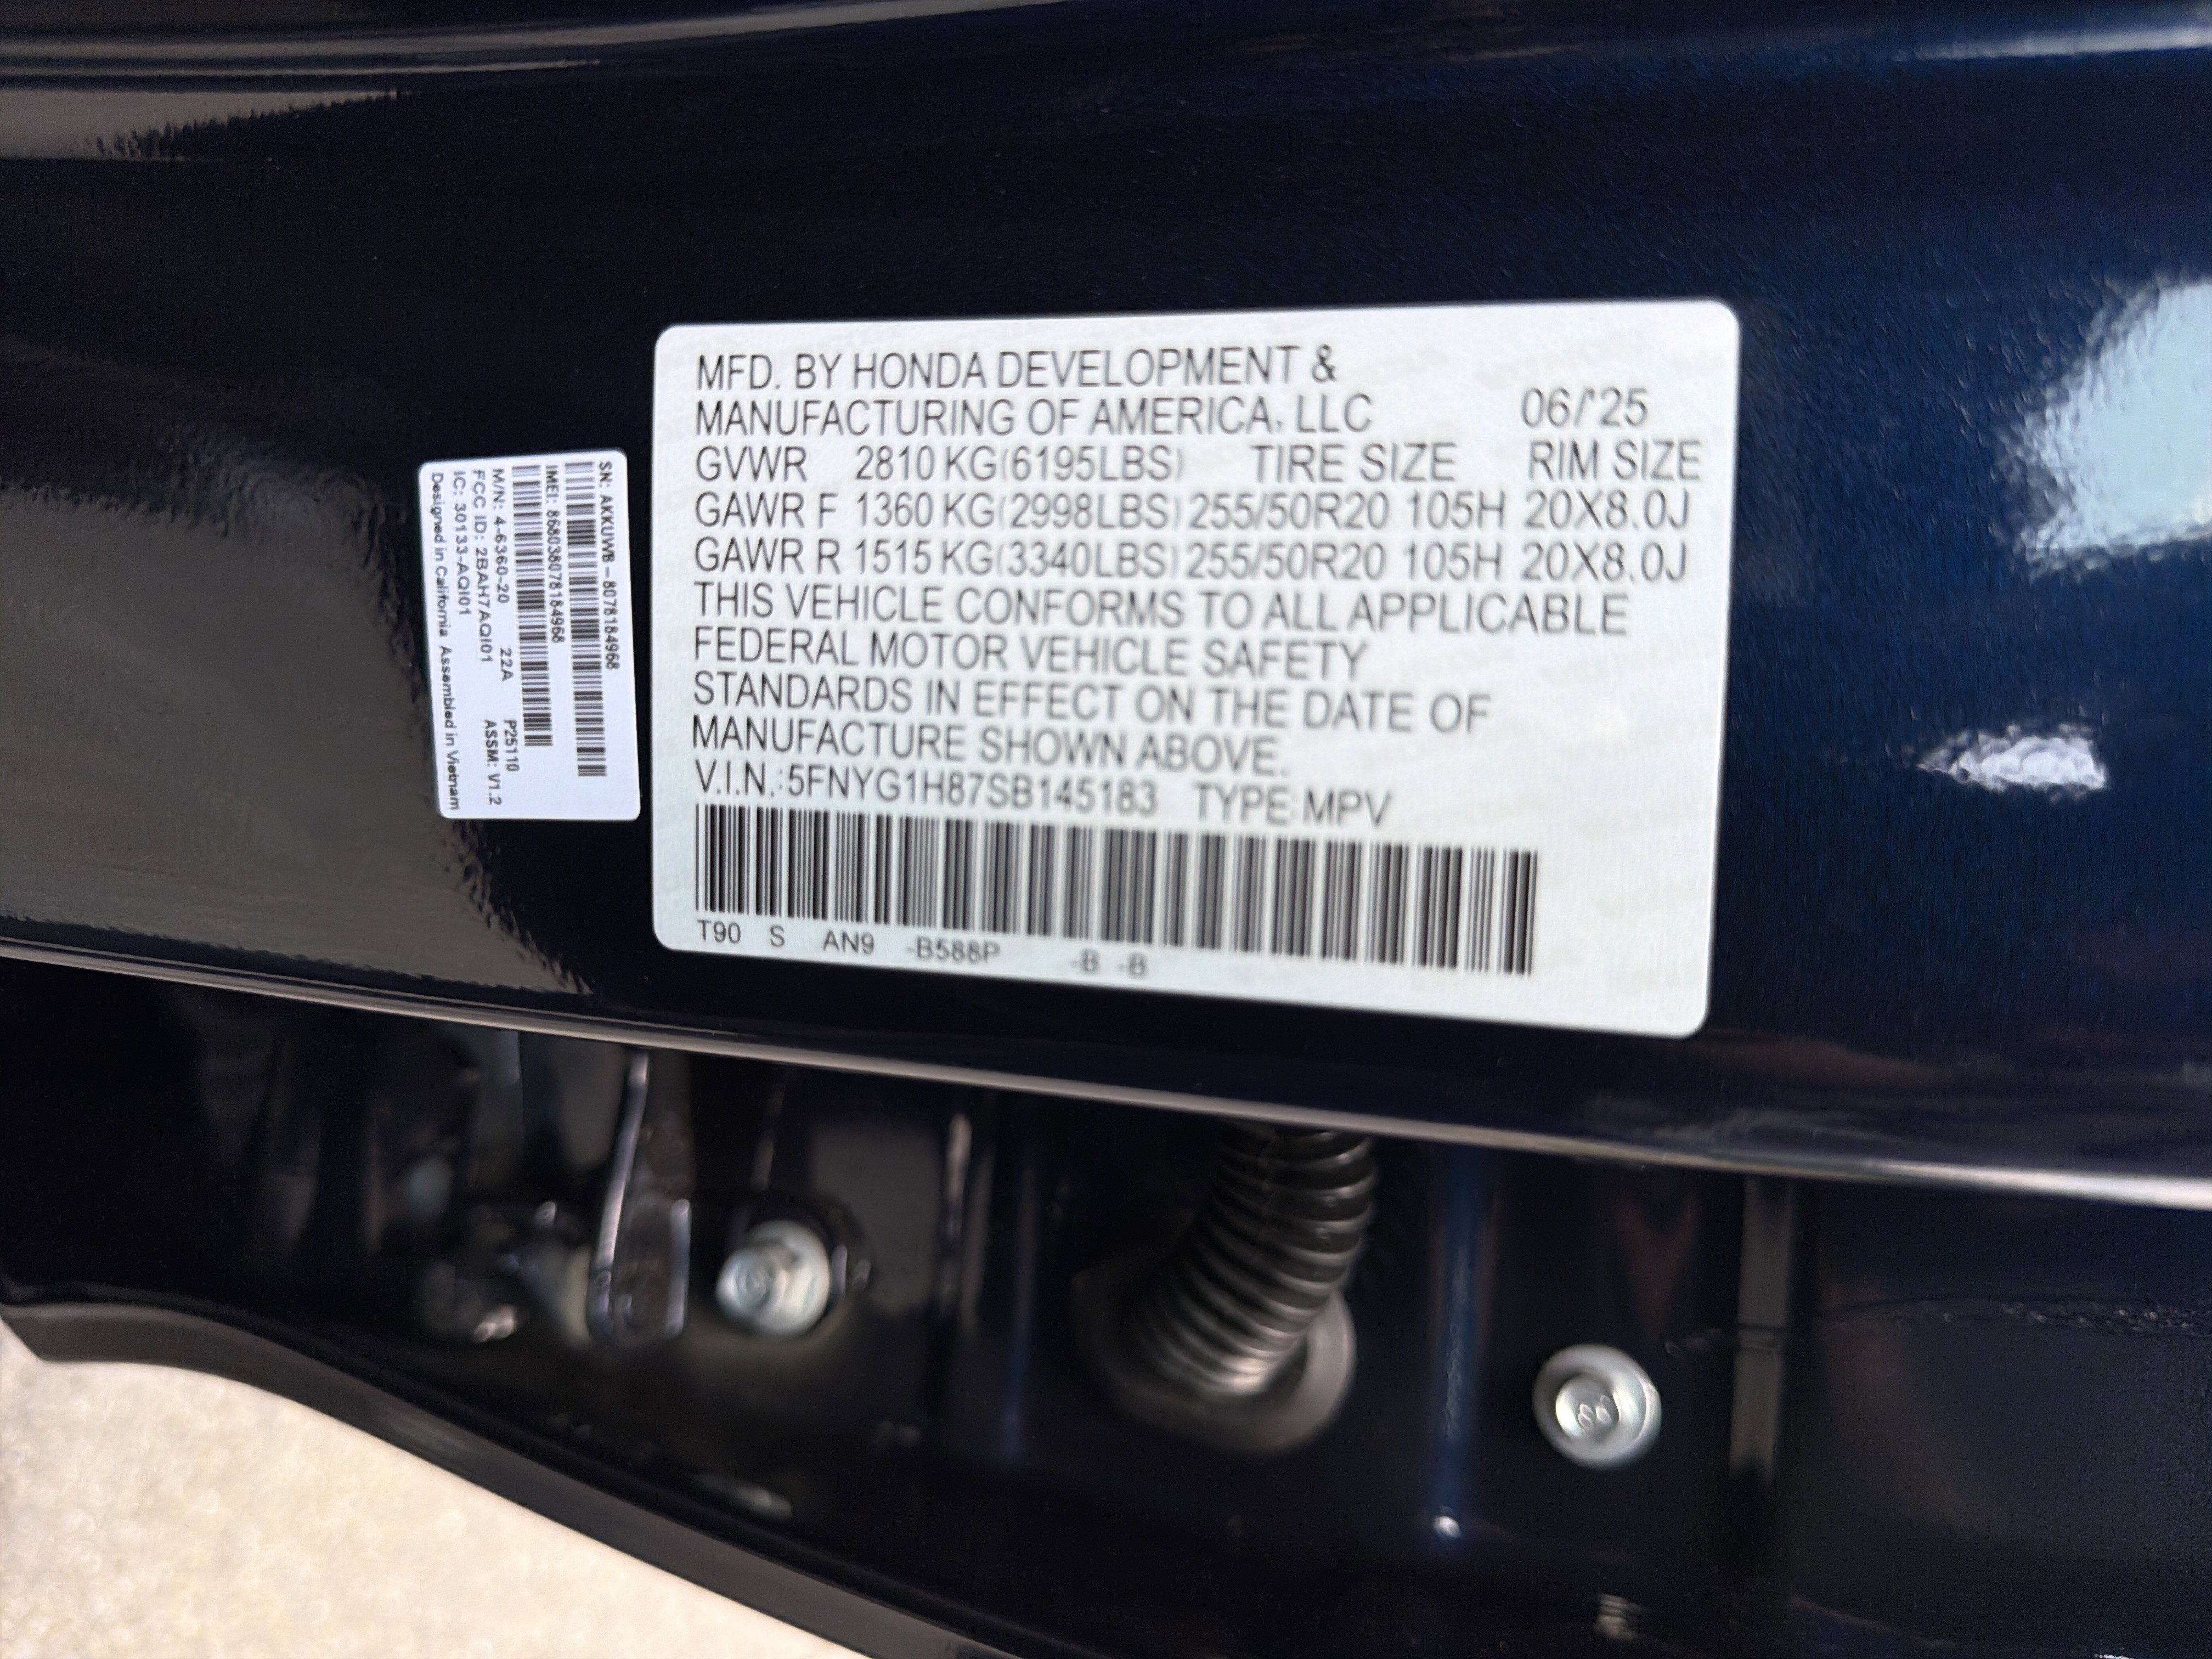 MFD. BY HONDA DEVELOPMENT &
MANUFACTURING OF AMERICA, LLC 06/'25
GVWR 2810 KG(6195LBS) TIRE SIZE RIM SIZE
GAWR F 1360 KG(2998LBS) 255/50R20 105H 20X8.0J
GAWR R 1515 KG(3340LBS) 255/50R20 105H 20X8.0J
THIS VEHICLE CONFORMS TO ALL APPLICABLE
FEDERAL MOTOR VEHICLE SAFETY
STANDARDS IN EFFECT ON THE DATE OF
MANUFACTURE SHOWN ABOVE.
V.I.N.:5FNYG1H87SB145183 TYPE:MPV
T90 S AN9 -B588P -B -B
SN: AKKUWB-8078184968
IMEI: 868038078184968
M/N: 4-6360-20 22A P25110
FCC ID: 2BAH7AQI01 ASSM: V1.2
IC: 30133-AQI01
Designed in California Assembled in Vietnam